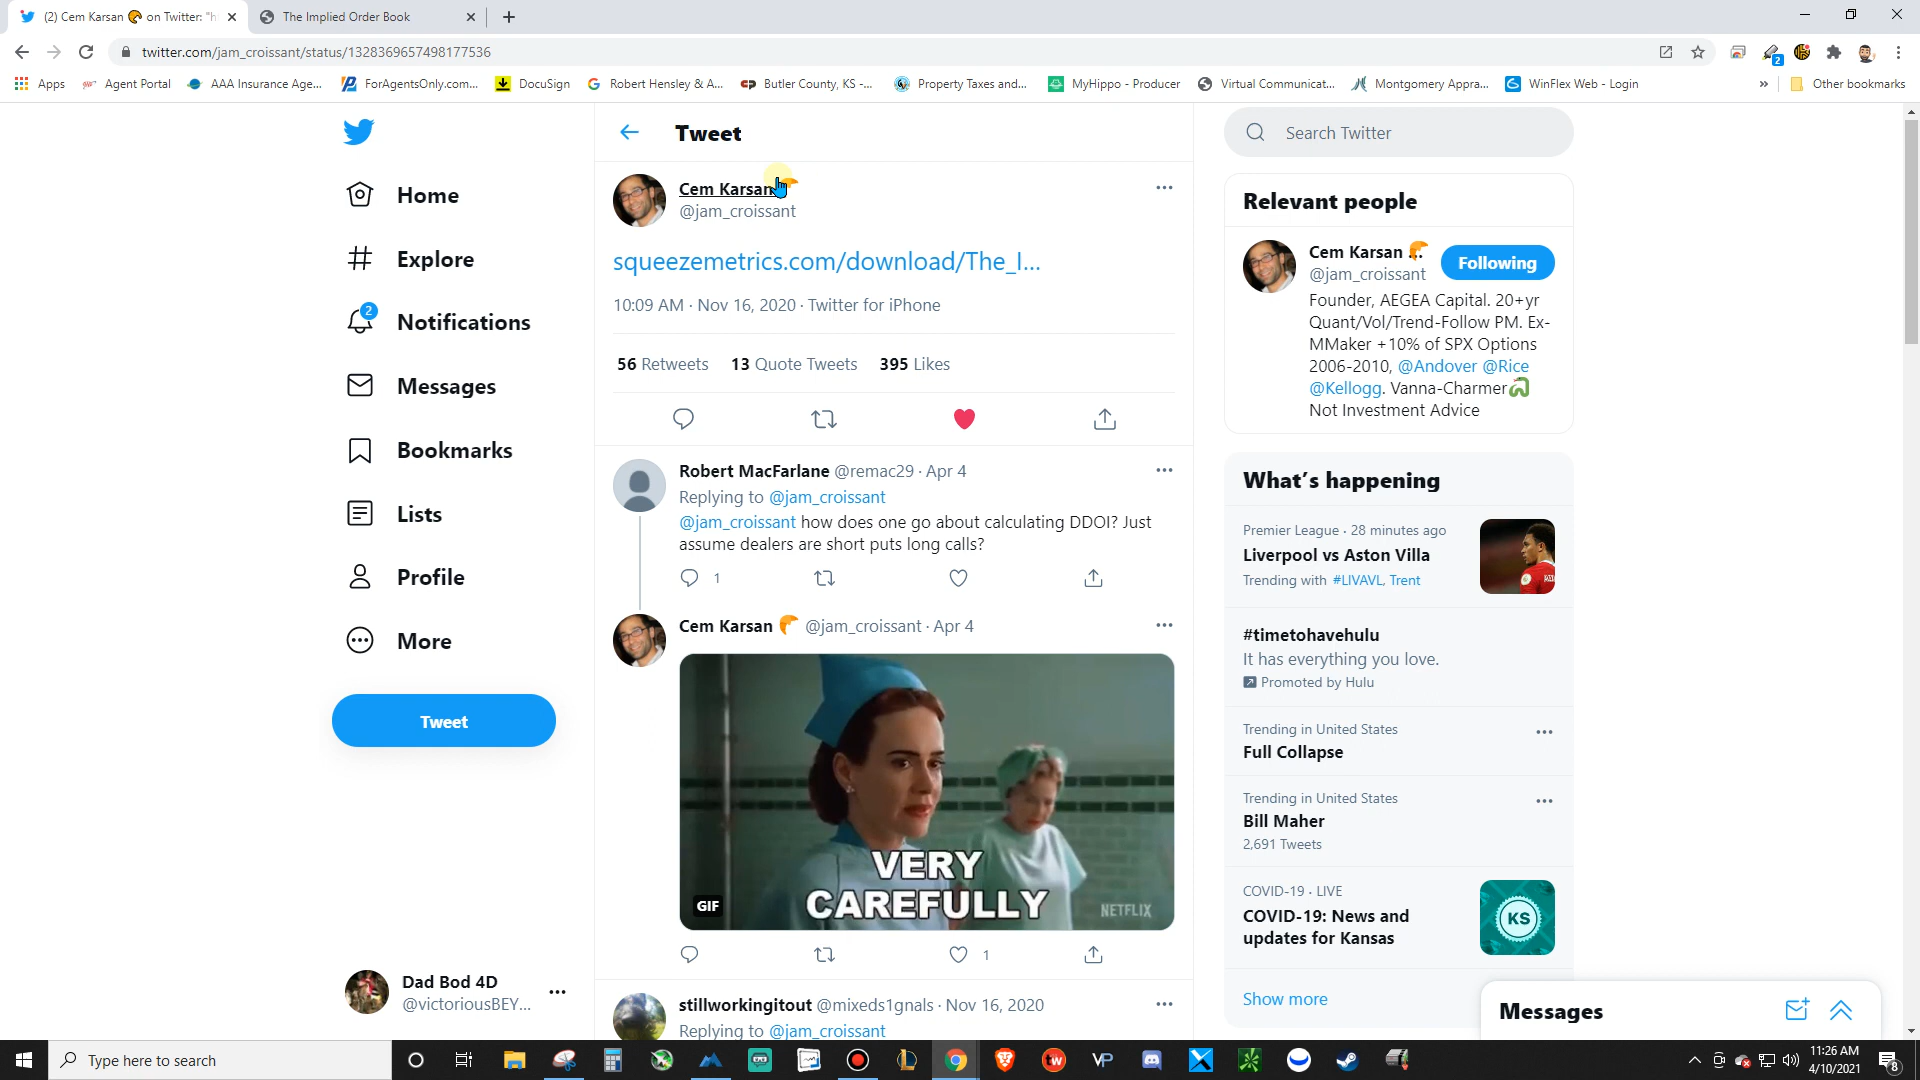 (2) Cem Karsan on Twitter: "h
The Implied Order Book
twitter.com/jam_croissant/status/1328369657498177536
2
Apps
Agent Portal
AAA Insurance Age...
ForAgentsOnly.com...
DocuSign
Robert Hensley & A...
Butler County, KS -...
Property Taxes and...
MyHippo - Producer
Virtual Communicat...
Montgomery Appra...
WinFlex Web - Login
»
Other bookmarks
Home
Explore
2
Notifications
Messages
Bookmarks
Lists
Profile
More
Tweet
Dad Bod 4D
@victoriousBEY...
Tweet
Cem Karsan
@jam_croissant
squeezemetrics.com/download/The_I...
10:09 AM · Nov 16, 2020 · Twitter for iPhone
56 Retweets 13 Quote Tweets 395 Likes
Robert MacFarlane @remac29 · Apr 4
Replying to @jam_croissant
@jam_croissant how does one go about calculating DDOI? Just
assume dealers are short puts long calls?
1
Cem Karsan @jam_croissant · Apr 4
VERY
CAREFULLY
GIF
NETFLIX
1
stillworkingitout @mixeds1gnals · Nov 16, 2020
Replying to @jam_croissant
Search Twitter
Relevant people
Cem Karsan
@jam_croissant
Following
Founder, AEGEA Capital. 20+yr
Quant/Vol/Trend-Follow PM. Ex-
MMaker +10% of SPX Options
2006-2010, @Andover @Rice
@Kellogg. Vanna-Charmer
Not Investment Advice
What's happening
Premier League · 28 minutes ago
Liverpool vs Aston Villa
Trending with #LIVAVL, Trent
#timetohavehulu
It has everything you love.
Promoted by Hulu
Trending in United States
Full Collapse
Trending in United States
Bill Maher
2,691 Tweets
COVID-19 · LIVE
COVID-19: News and
updates for Kansas
KS
Show more
Messages
Type here to search
VP
11:26 AM
4/10/2021
8